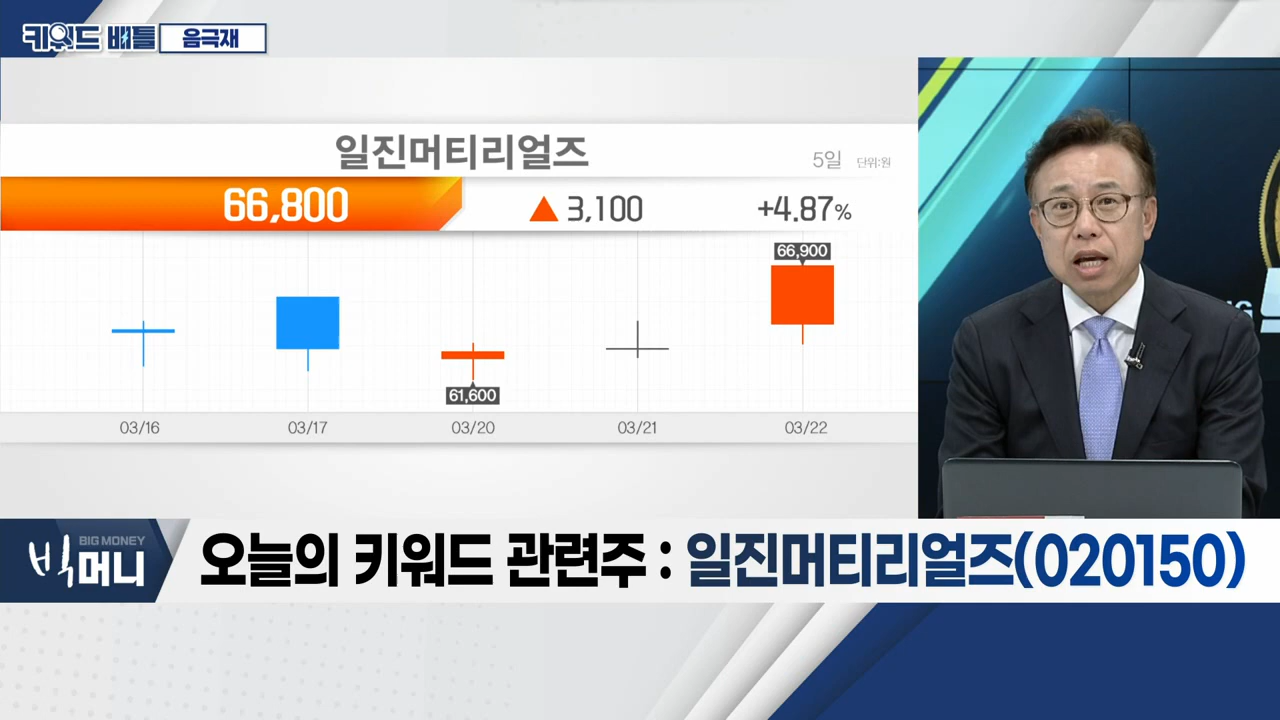 키워드 배틀 음극재
일진머티리얼즈
5일 단위:원
66,800 ▲ 3,100 +4.87%
66,900
61,600
03/16 03/17 03/20 03/21 03/22
BIG MONEY
빅머니
오늘의 키워드 관련주 : 일진머티리얼즈(020150)